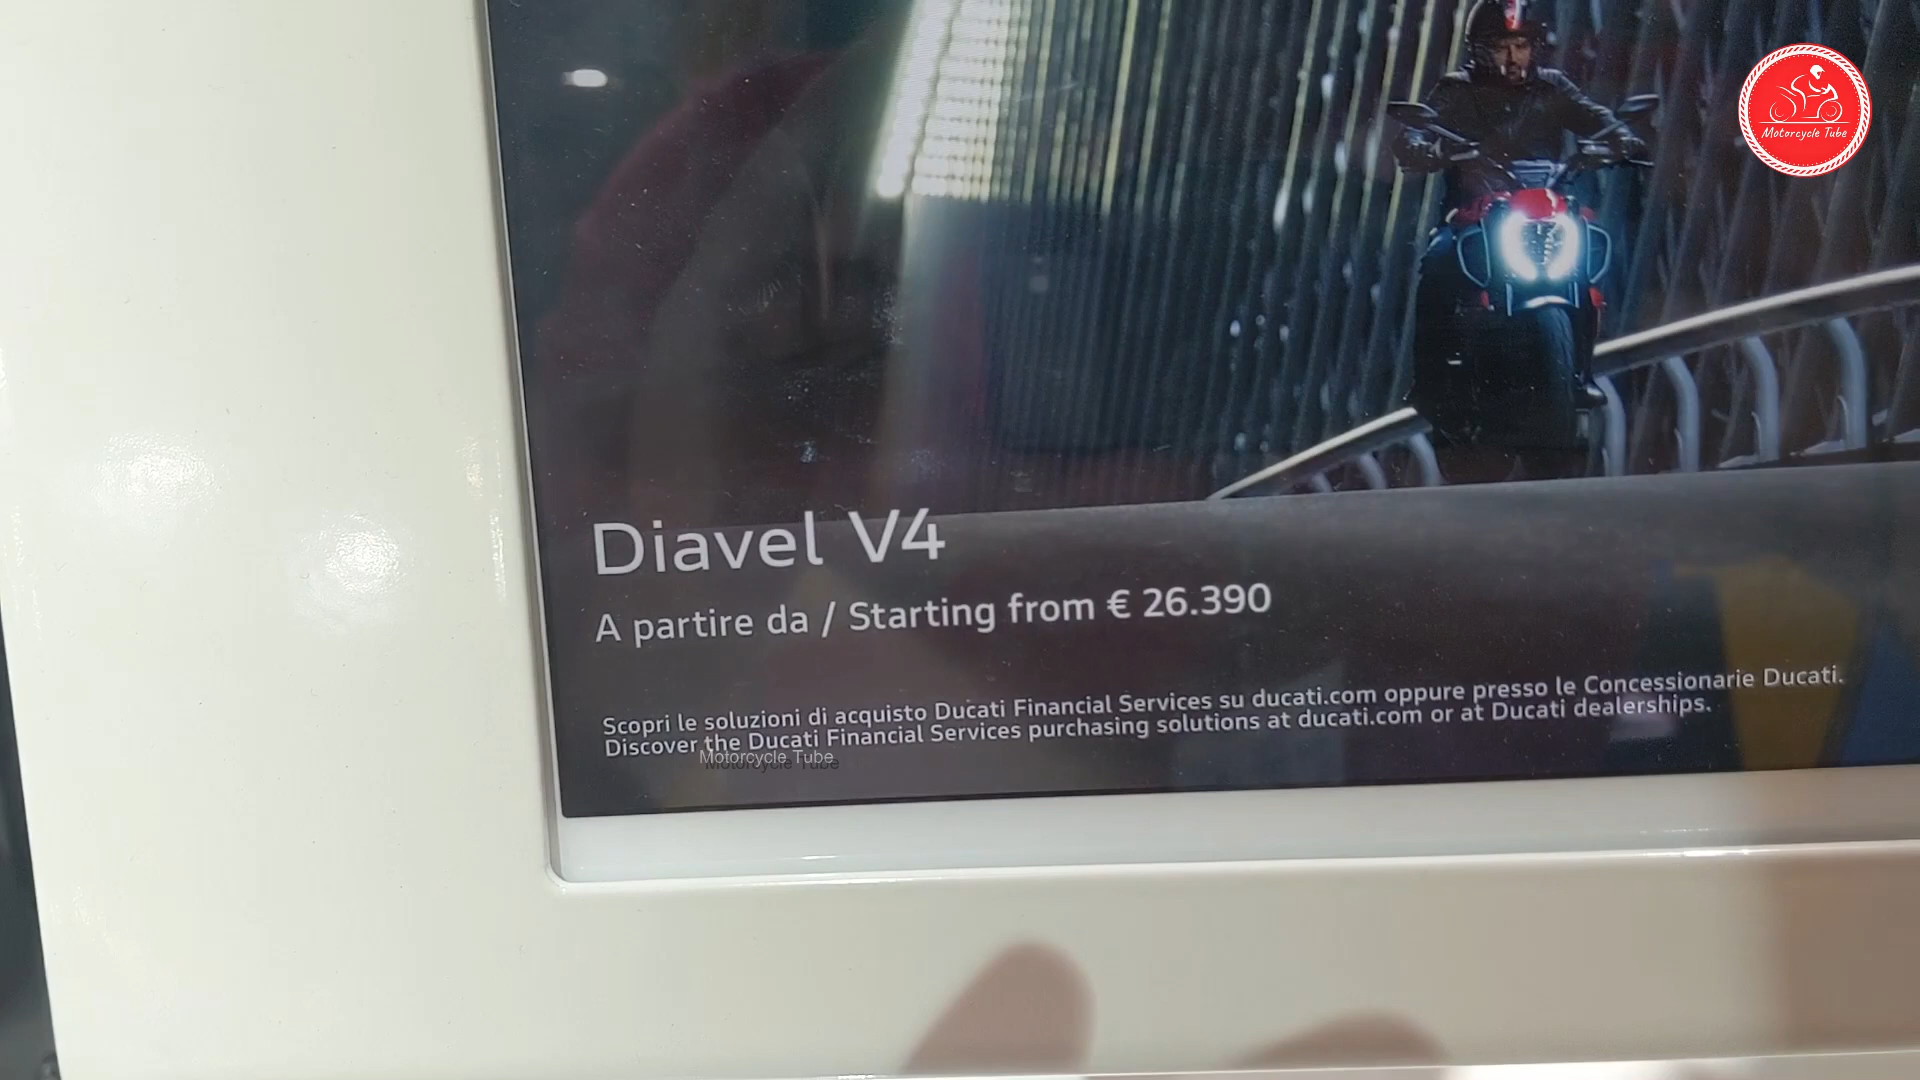 Motorcycle Tube
Diavel V4
A partire da / Starting from € 26.390
Scopri le soluzioni di acquisto Ducati Financial Services su ducati.com oppure presso le Concessionarie Ducati.
Discover the Ducati Financial Services purchasing solutions at ducati.com or at Ducati dealerships.
Motorcycle Tube